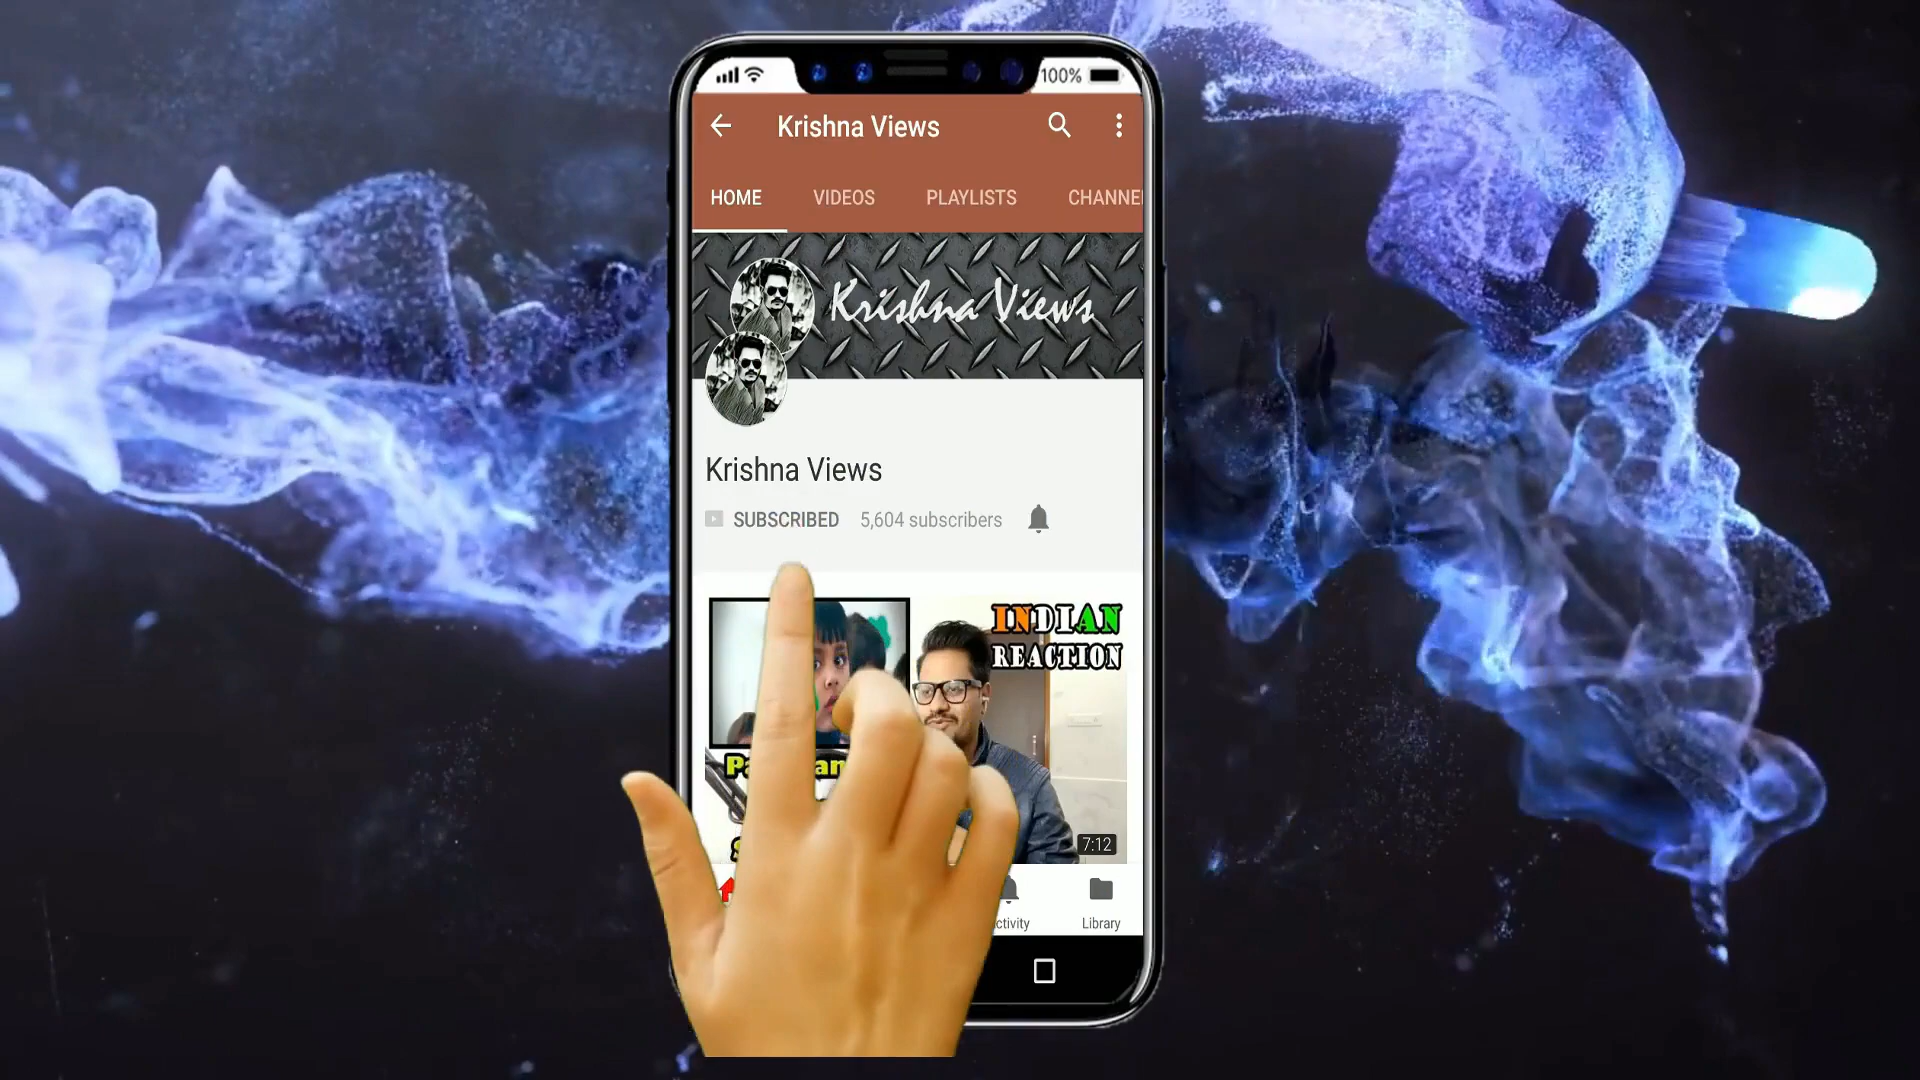 100%
Krishna Views
HOME VIDEOS PLAYLISTS CHANNE
Krishna Views
Krishna Views
SUBSCRIBED 5,604 subscribers
INDIAN
REACTION
7:12
ctivity Library